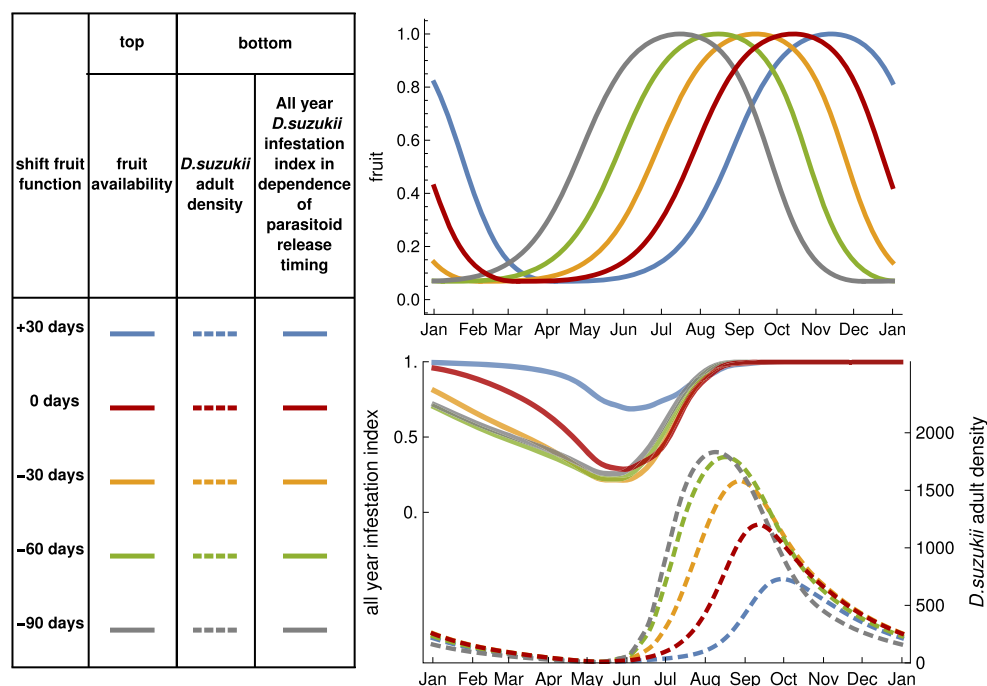 top
bottom
shift fruit
function
fruit
availability
D.suzukii
adult
density
All year
D.suzukii
infestation
index in
dependence
of
parasitoid
release
timing
+30 days
0 days
−30 days
−60 days
−90 days
fruit
1.0
0.8
0.6
0.4
0.2
0.0
Jan Feb Mar Apr May Jun Jul Aug Sep Oct Nov Dec Jan
all year infestation index
1.
0.5
0.
2000
1500
1000
500
0
D.suzukii adult density
Jan Feb Mar Apr May Jun Jul Aug Sep Oct Nov Dec Jan